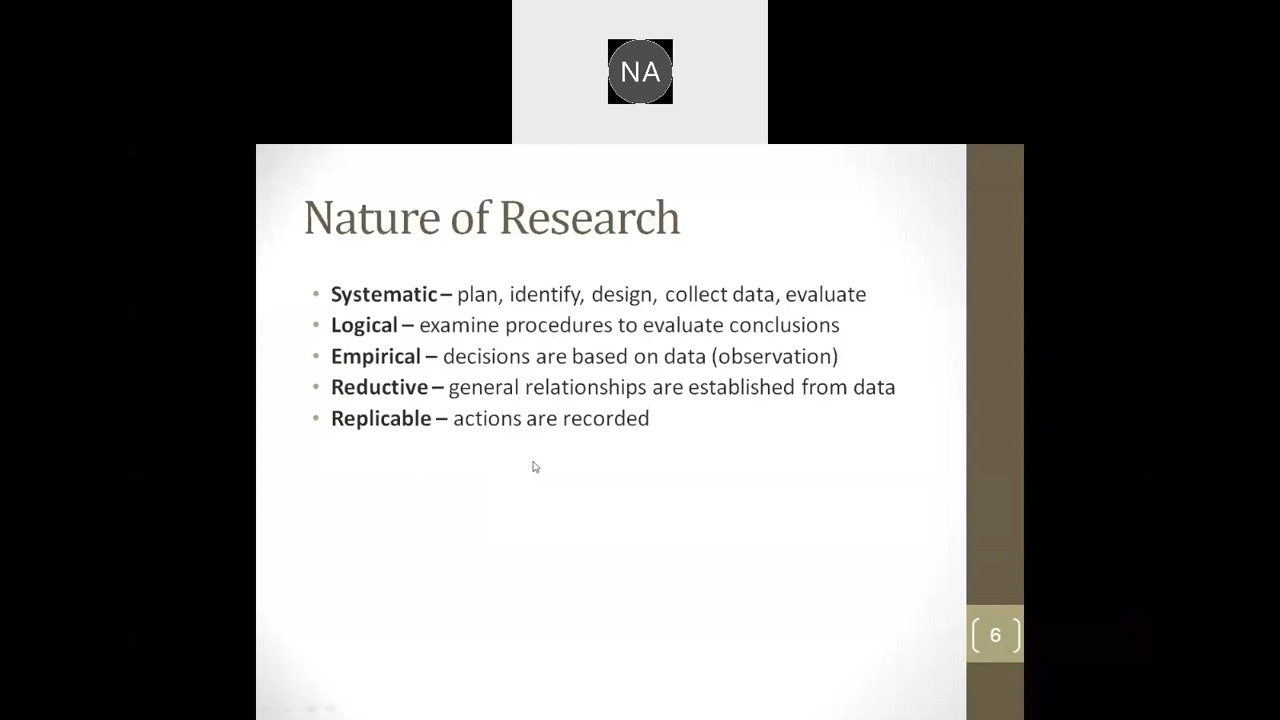 NA
Nature of Research
• Systematic – plan, identify, design, collect data, evaluate
• Logical – examine procedures to evaluate conclusions
• Empirical – decisions are based on data (observation)
• Reductive – general relationships are established from data
• Replicable – actions are recorded
6